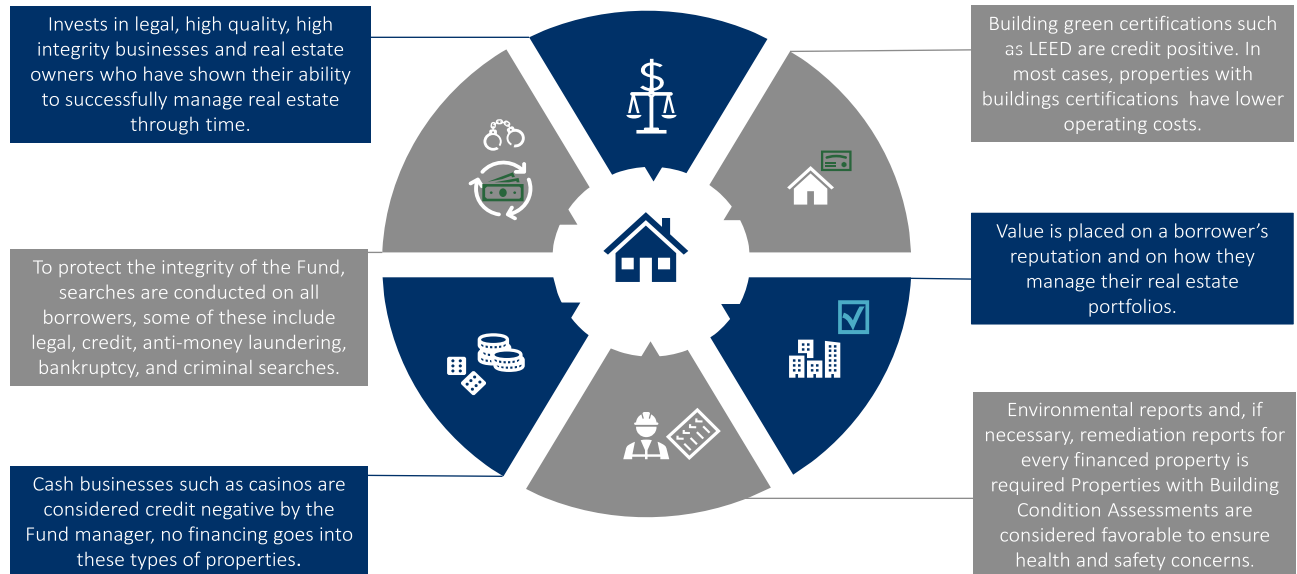 Invests in legal, high quality, high
integrity businesses and real estate
owners who have shown their ability
to successfully manage real estate
through time.
To protect the integrity of the Fund,
searches are conducted on all
borrowers, some of these include
legal, credit, anti-money laundering,
bankruptcy, and criminal searches.
Cash businesses such as casinos are
considered credit negative by the
Fund manager, no financing goes into
these types of properties.
Building green certifications such
as LEED are credit positive. In
most cases, properties with
buildings certifications have lower
operating costs.
Value is placed on a borrower’s
reputation and on how they
manage their real estate
portfolios.
Environmental reports and, if
necessary, remediation reports for
every financed property is
required Properties with Building
Condition Assessments are
considered favorable to ensure
health and safety concerns.